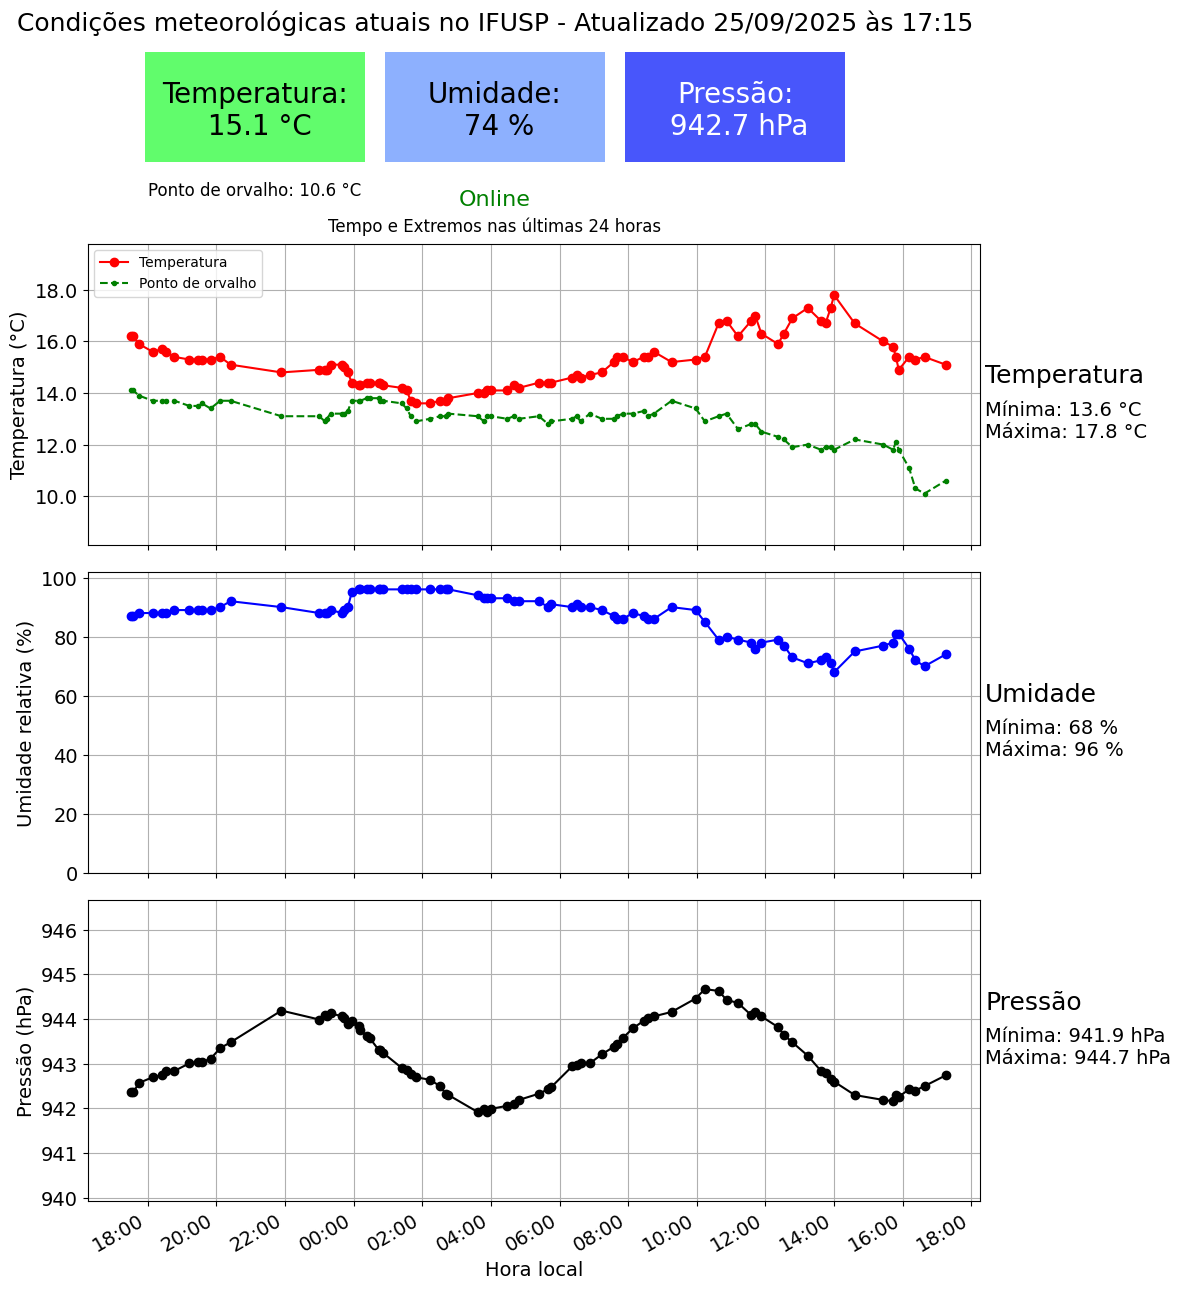 Condições meteorológicas atuais no IFUSP - Atualizado 25/09/2025 às 17:15
Temperatura:
15.1 °C
Umidade:
74 %
Pressão:
942.7 hPa
Ponto de orvalho: 10.6 °C
Online
Tempo e Extremos nas últimas 24 horas
Temperatura
Ponto de orvalho
Temperatura (°C)
18.0
16.0
14.0
12.0
10.0
Temperatura
Mínima: 13.6 °C
Máxima: 17.8 °C
Umidade relativa (%)
100
80
60
40
20
0
Umidade
Mínima: 68 %
Máxima: 96 %
Pressão (hPa)
946
945
944
943
942
941
940
Pressão
Mínima: 941.9 hPa
Máxima: 944.7 hPa
18:00 20:00 22:00 00:00 02:00 04:00 06:00 08:00 10:00 12:00 14:00 16:00 18:00
Hora local